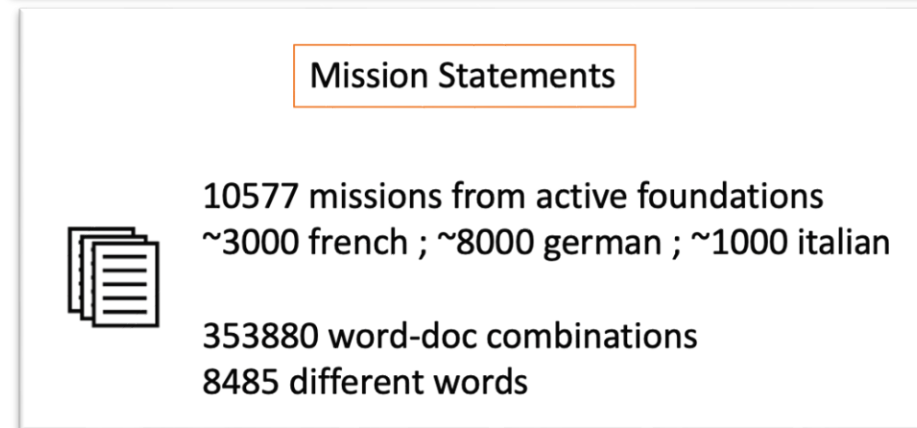 Mission Statements
10577 missions from active foundations
~3000 french ; ~8000 german ; ~1000 italian
353880 word-doc combinations
8485 different words